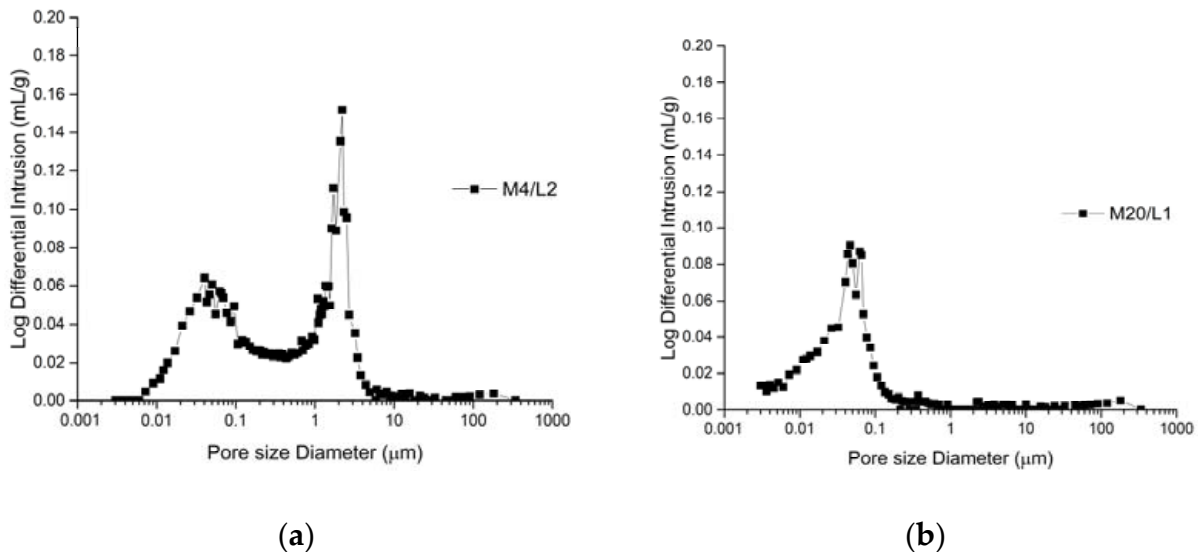 0.20
0.18
0.16
0.14
0.12
0.10
0.08
0.06
0.04
0.02
0.00
Log Differential Intrusion (mL/g)
M4/L2
0.001 0.01 0.1 1 10 100 1000
Pore size Diameter (μm)
(a)
0.20
0.18
0.16
0.14
0.12
0.10
0.08
0.06
0.04
0.02
0.00
Log Differential Intrusion (mL/g)
M20/L1
0.001 0.01 0.1 1 10 100 1000
Pore size Diameter (μm)
(b)